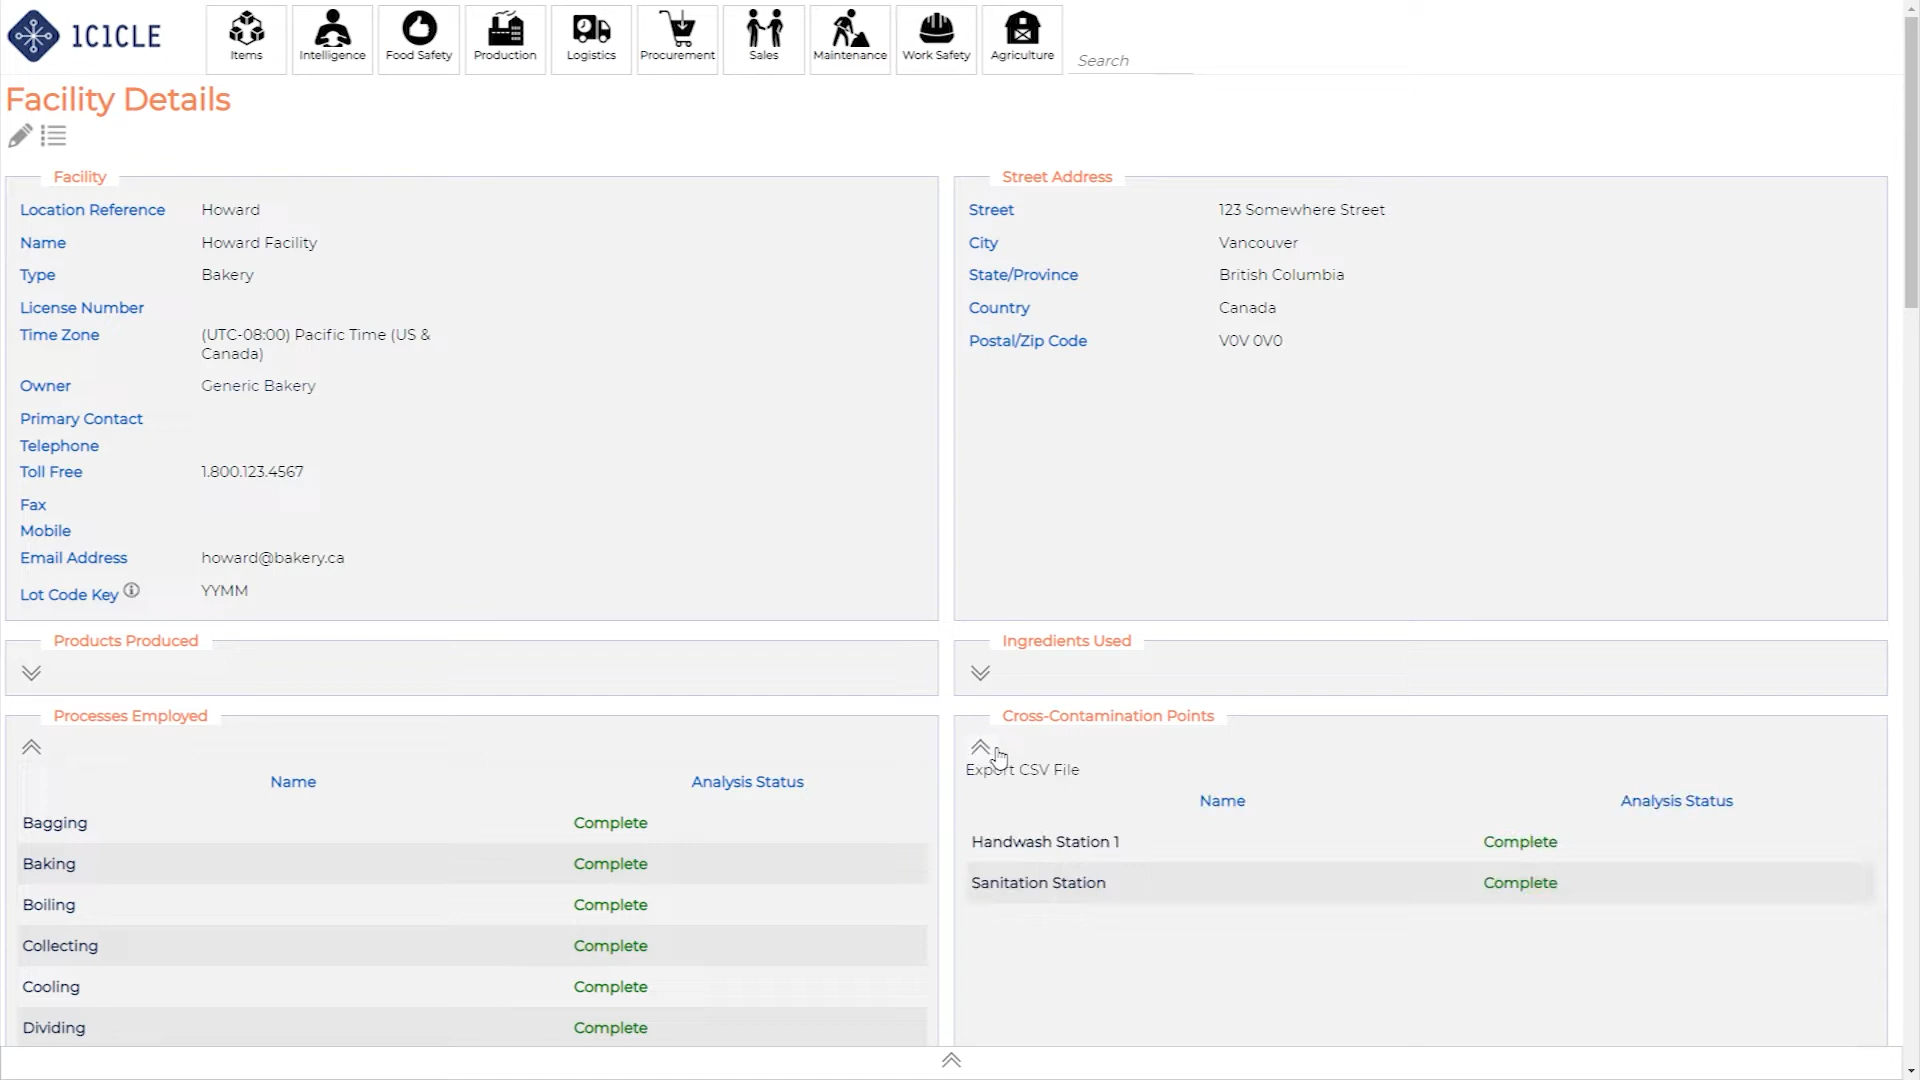 ICICLE
Items
Intelligence
Food Safety
Production
Logistics
Procurement
Sales
Maintenance
Work Safety
Agriculture
Search
Facility Details
Facility
Location Reference Howard
Name Howard Facility
Type Bakery
License Number
Time Zone (UTC-08:00) Pacific Time (US &
Canada)
Owner Generic Bakery
Primary Contact
Telephone
Toll Free 1.800.123.4567
Fax
Mobile
Email Address howard@bakery.ca
Lot Code Key YYMM
Street Address
Street 123 Somewhere Street
City Vancouver
State/Province British Columbia
Country Canada
Postal/Zip Code V0V 0V0
Products Produced
Ingredients Used
Processes Employed
Name Analysis Status
Bagging Complete
Baking Complete
Boiling Complete
Collecting Complete
Cooling Complete
Dividing Complete
Cross-Contamination Points
Export CSV File
Name Analysis Status
Handwash Station 1 Complete
Sanitation Station Complete